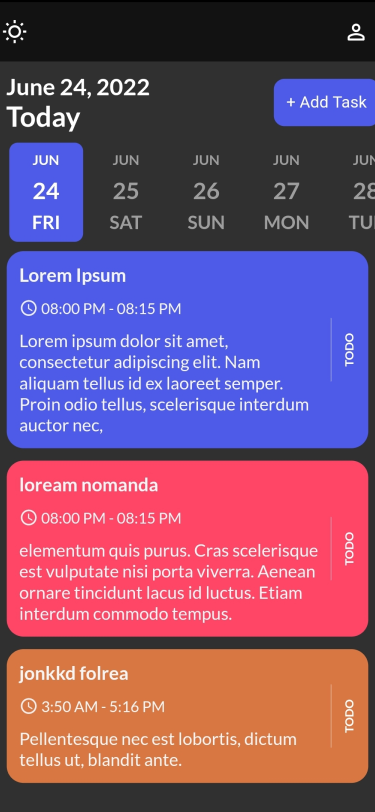 June 24, 2022
Today
+ Add Task
JUN JUN JUN JUN JUN
24 25 26 27 28
FRI SAT SUN MON TU
Lorem Ipsum
08:00 PM - 08:15 PM
Lorem ipsum dolor sit amet,
consectetur adipiscing elit. Nam
aliquam tellus id ex laoreet semper.
Proin odio tellus, scelerisque interdum
auctor nec,
TODO
loream nomanda
08:00 PM - 08:15 PM
elementum quis purus. Cras scelerisque
est vulputate nisi porta viverra. Aenean
ornare tincidunt lacus id luctus. Etiam
interdum commodo tempus.
TODO
jonkkd folrea
3:50 AM - 5:16 PM
Pellentesque nec est lobortis, dictum
tellus ut, blandit ante.
TODO